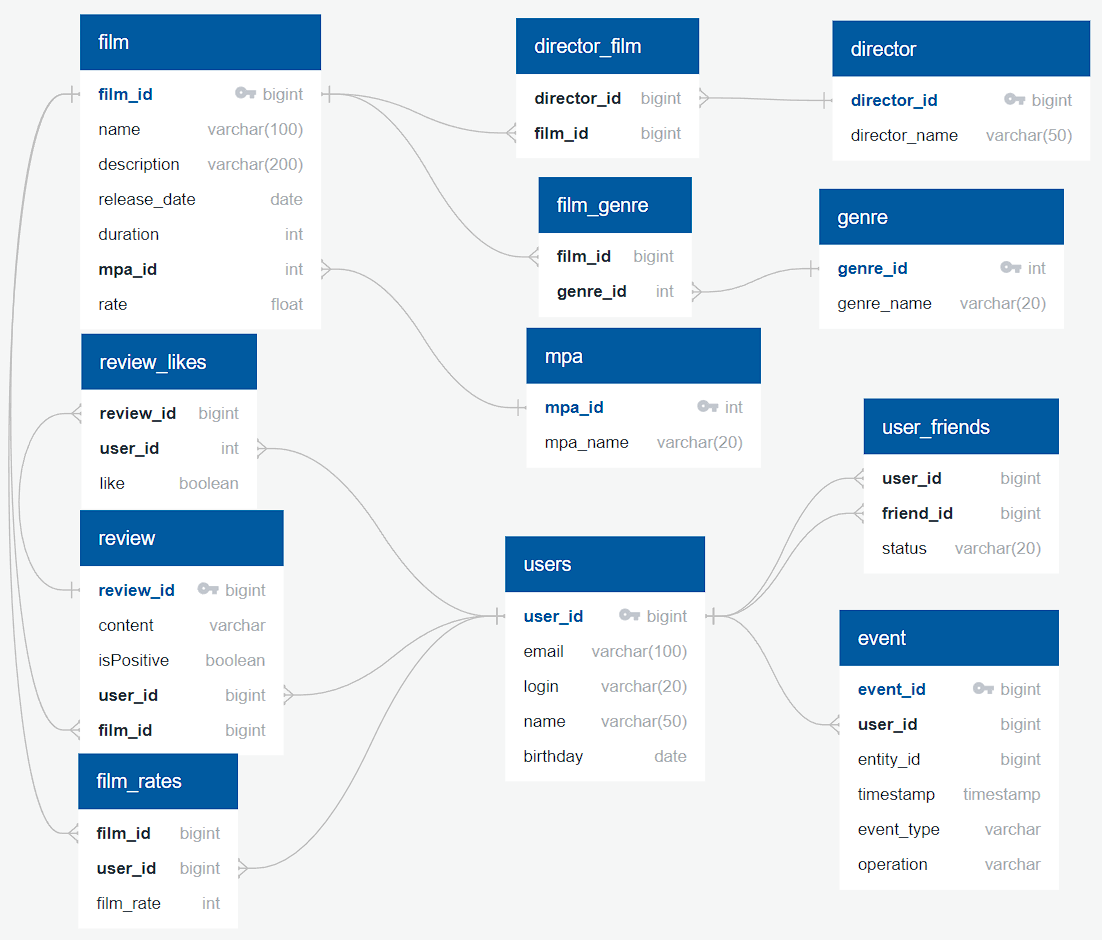 film
film_id bigint
name varchar(100)
description varchar(200)
release_date date
duration int
mpa_id int
rate float
director_film
director_id bigint
film_id bigint
director
director_id bigint
director_name varchar(50)
film_genre
film_id bigint
genre_id int
genre
genre_id int
genre_name varchar(20)
mpa
mpa_id int
mpa_name varchar(20)
review_likes
review_id bigint
user_id int
like boolean
review
review_id bigint
content varchar
isPositive boolean
user_id bigint
film_id bigint
film_rates
film_id bigint
user_id bigint
film_rate int
users
user_id bigint
email varchar(100)
login varchar(20)
name varchar(50)
birthday date
user_friends
user_id bigint
friend_id bigint
status varchar(20)
event
event_id bigint
user_id bigint
entity_id bigint
timestamp timestamp
event_type varchar
operation varchar